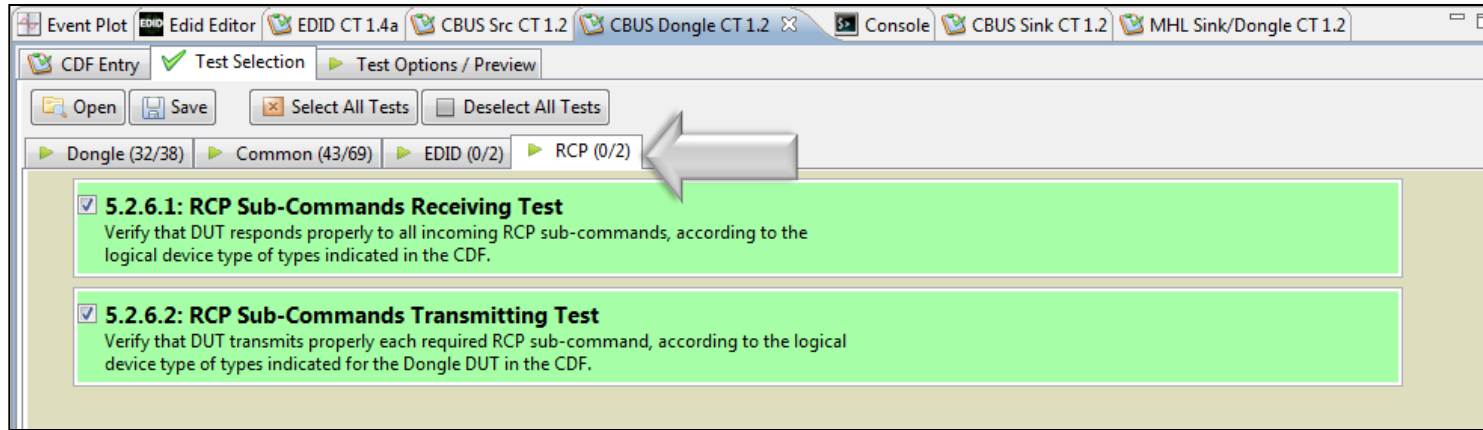 Event Plot EDID Edid Editor EDID CT 1.4a CBUS Src CT 1.2 CBUS Dongle CT 1.2 Console CBUS Sink CT 1.2 MHL Sink/Dongle CT 1.2
CDF Entry Test Selection Test Options / Preview
Open Save Select All Tests Deselect All Tests
Dongle (32/38) Common (43/69) EDID (0/2) RCP (0/2)
5.2.6.1: RCP Sub-Commands Receiving Test
Verify that DUT responds properly to all incoming RCP sub-commands, according to the
logical device type of types indicated in the CDF.
5.2.6.2: RCP Sub-Commands Transmitting Test
Verify that DUT transmits properly each required RCP sub-command, according to the logical
device type of types indicated for the Dongle DUT in the CDF.